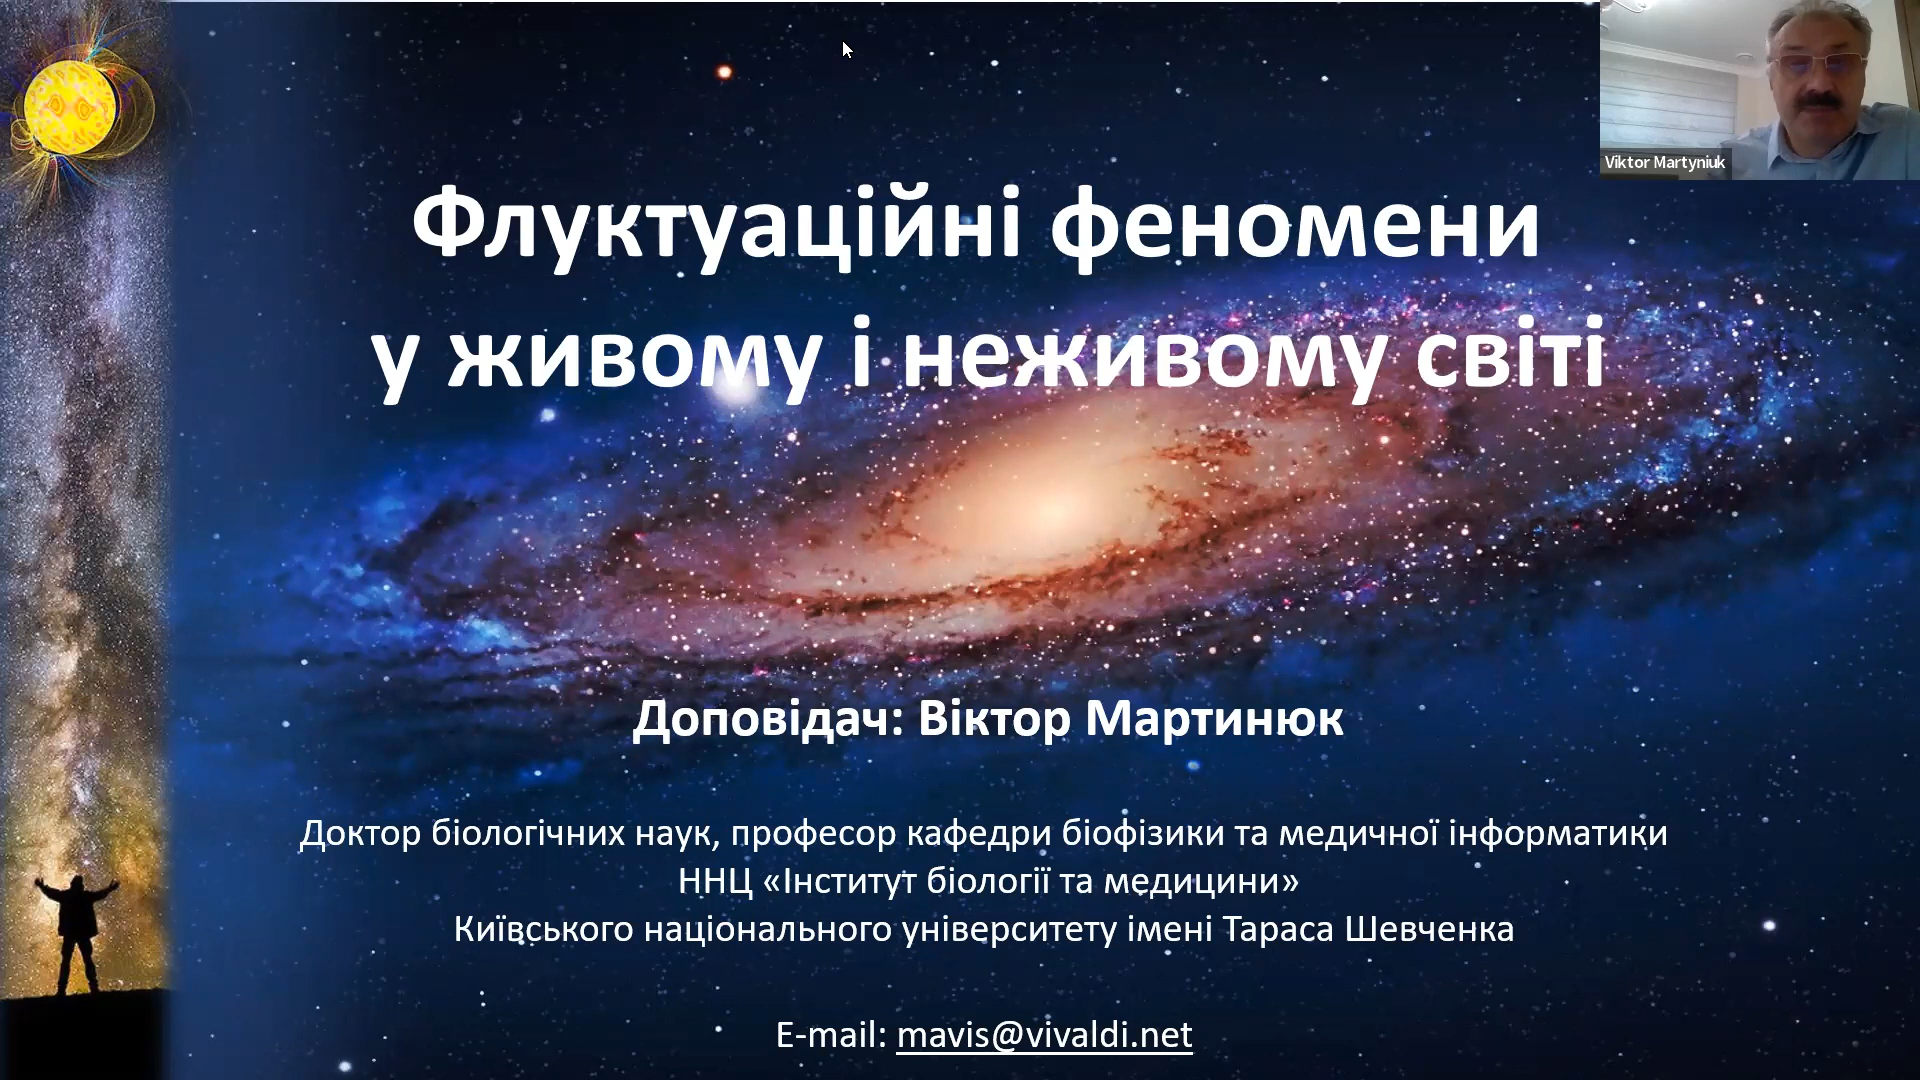 Viktor Martyniuk
Флуктуаційні феномени
у живому і неживому світі
Доповідач: Віктор Мартинюк
Доктор біологічних наук, професор кафедри біофізики та медичної інформатики
ННЦ «Інститут біології та медицини»
Київського національного університету імені Тараса Шевченка
E-mail: mavis@vivaldi.net